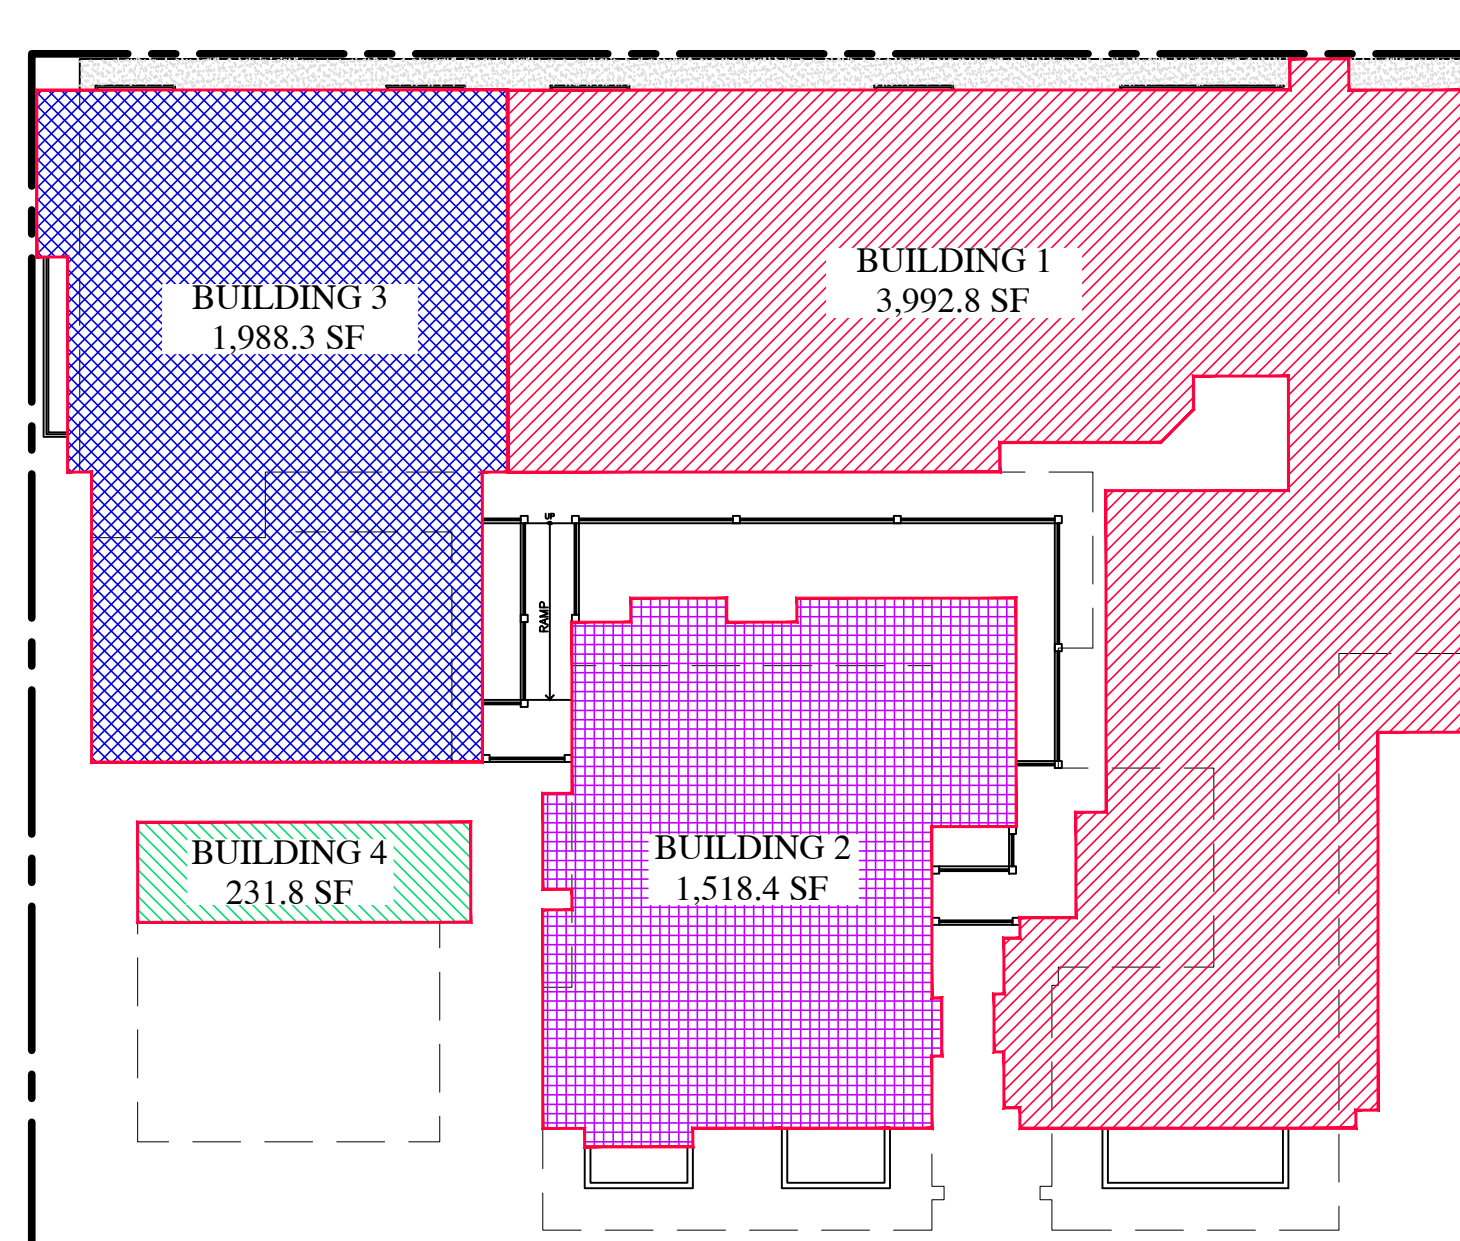 BUILDING 1
3,992.8 SF
BUILDING 3
1,988.3 SF
UP
RAMP
BUILDING 2
1,518.4 SF
BUILDING 4
231.8 SF